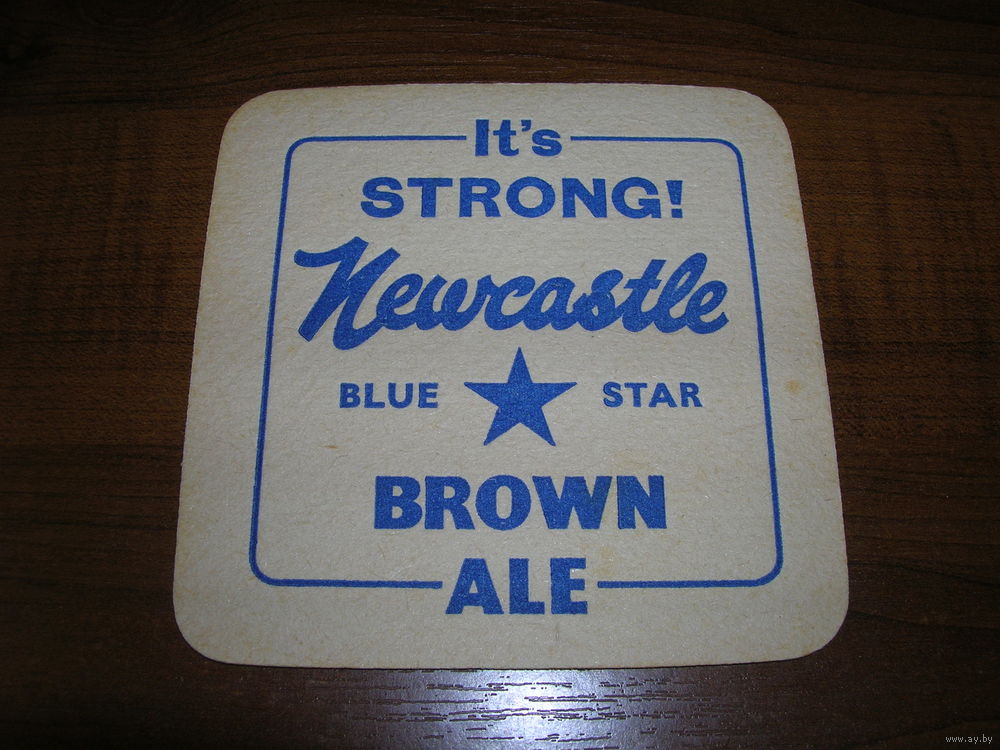 It's
STRONG!
Newcastle
BLUE STAR
BROWN
ALE
www.ay.by